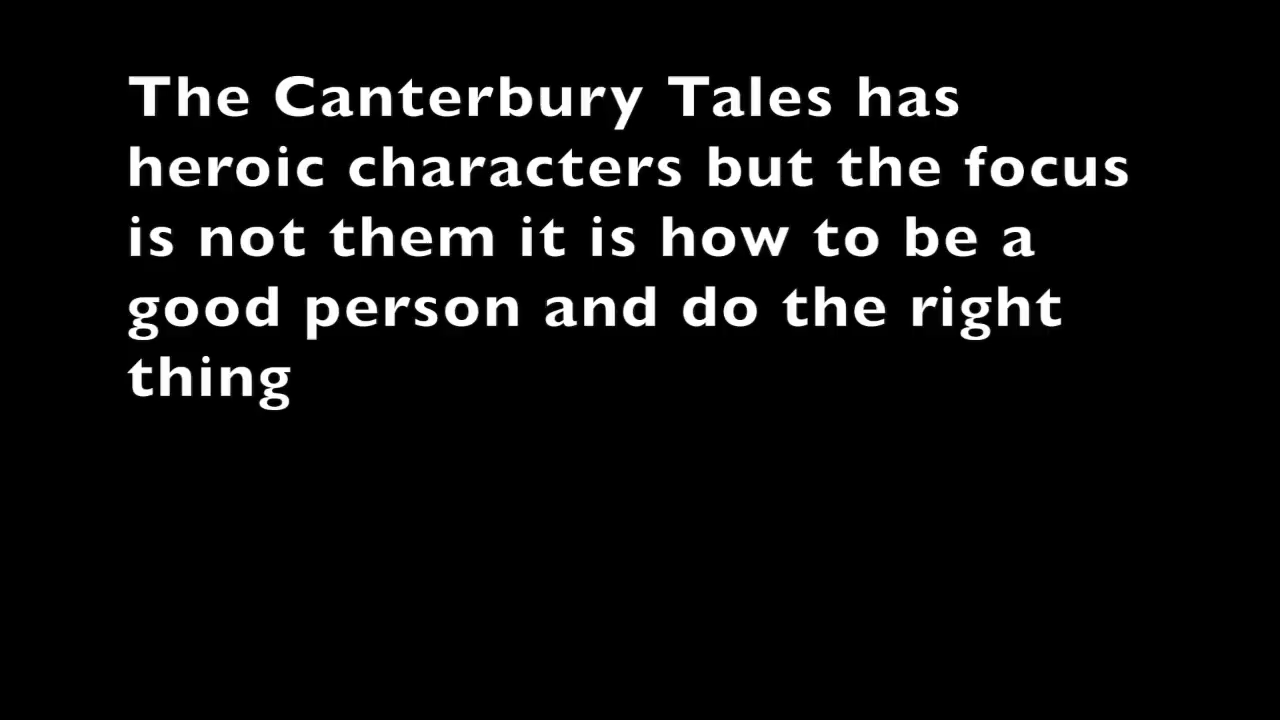 The Canterbury Tales has
heroic characters but the focus
is not them it is how to be a
good person and do the right
thing